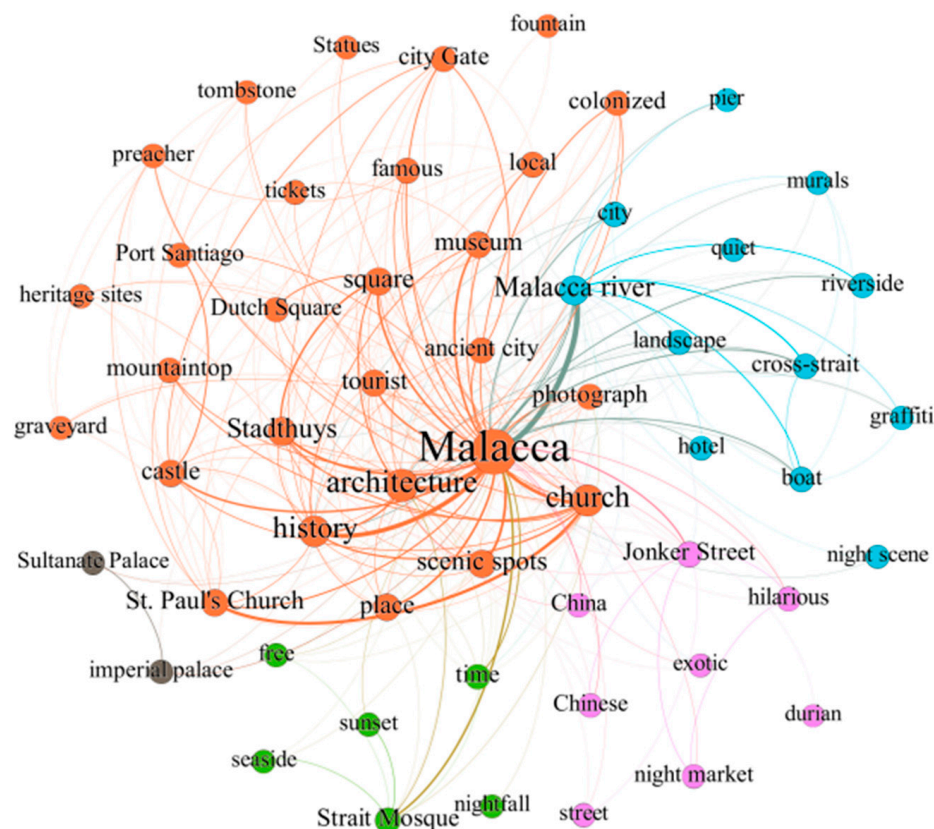 fountain
Statues
city Gate
tombstone
colonized
pier
preacher
famous
local
murals
tickets
city
Port Santiago
museum
quiet
heritage sites
square
Malacca river
riverside
Dutch Square
landscape
mountaintop
ancient city
cross-strait
tourist
photograph
graveyard
Stadthuys
graffiti
Malacca
hotel
castle
architecture
boat
history
church
Sultanate Palace
scenic spots
Jonker Street
night scene
St. Paul's Church
place
China
hilarious
imperial palace
free
time
exotic
Chinese
durian
sunset
seaside
night market
Strait Mosque
nightfall
street